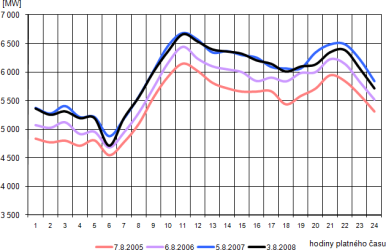 [MW]
7 000
6 500
6 000
5 500
5 000
4 500
4 000
3 500
1 2 3 4 5 6 7 8 9 10 11 12 13 14 15 16 17 18 19 20 21 22 23 24
hodiny platného času
7.8.2005 6.8.2006 5.8.2007 3.8.2008